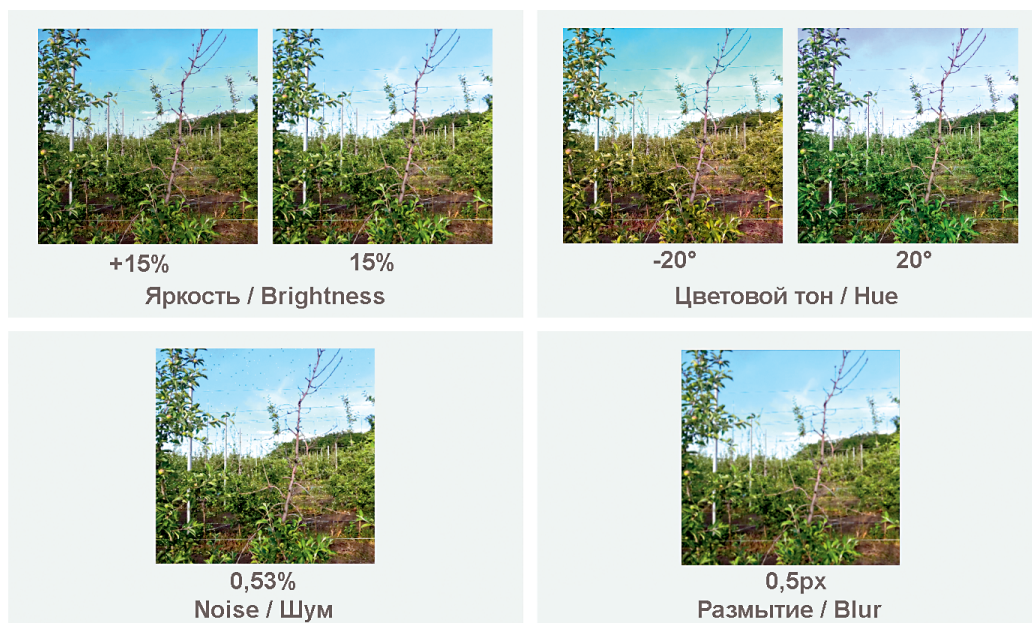 +15%
15%
Яркость / Brightness
-20°
20°
Цветовой тон / Hue
0,53%
Noise / Шум
0,5px
Размытие / Blur